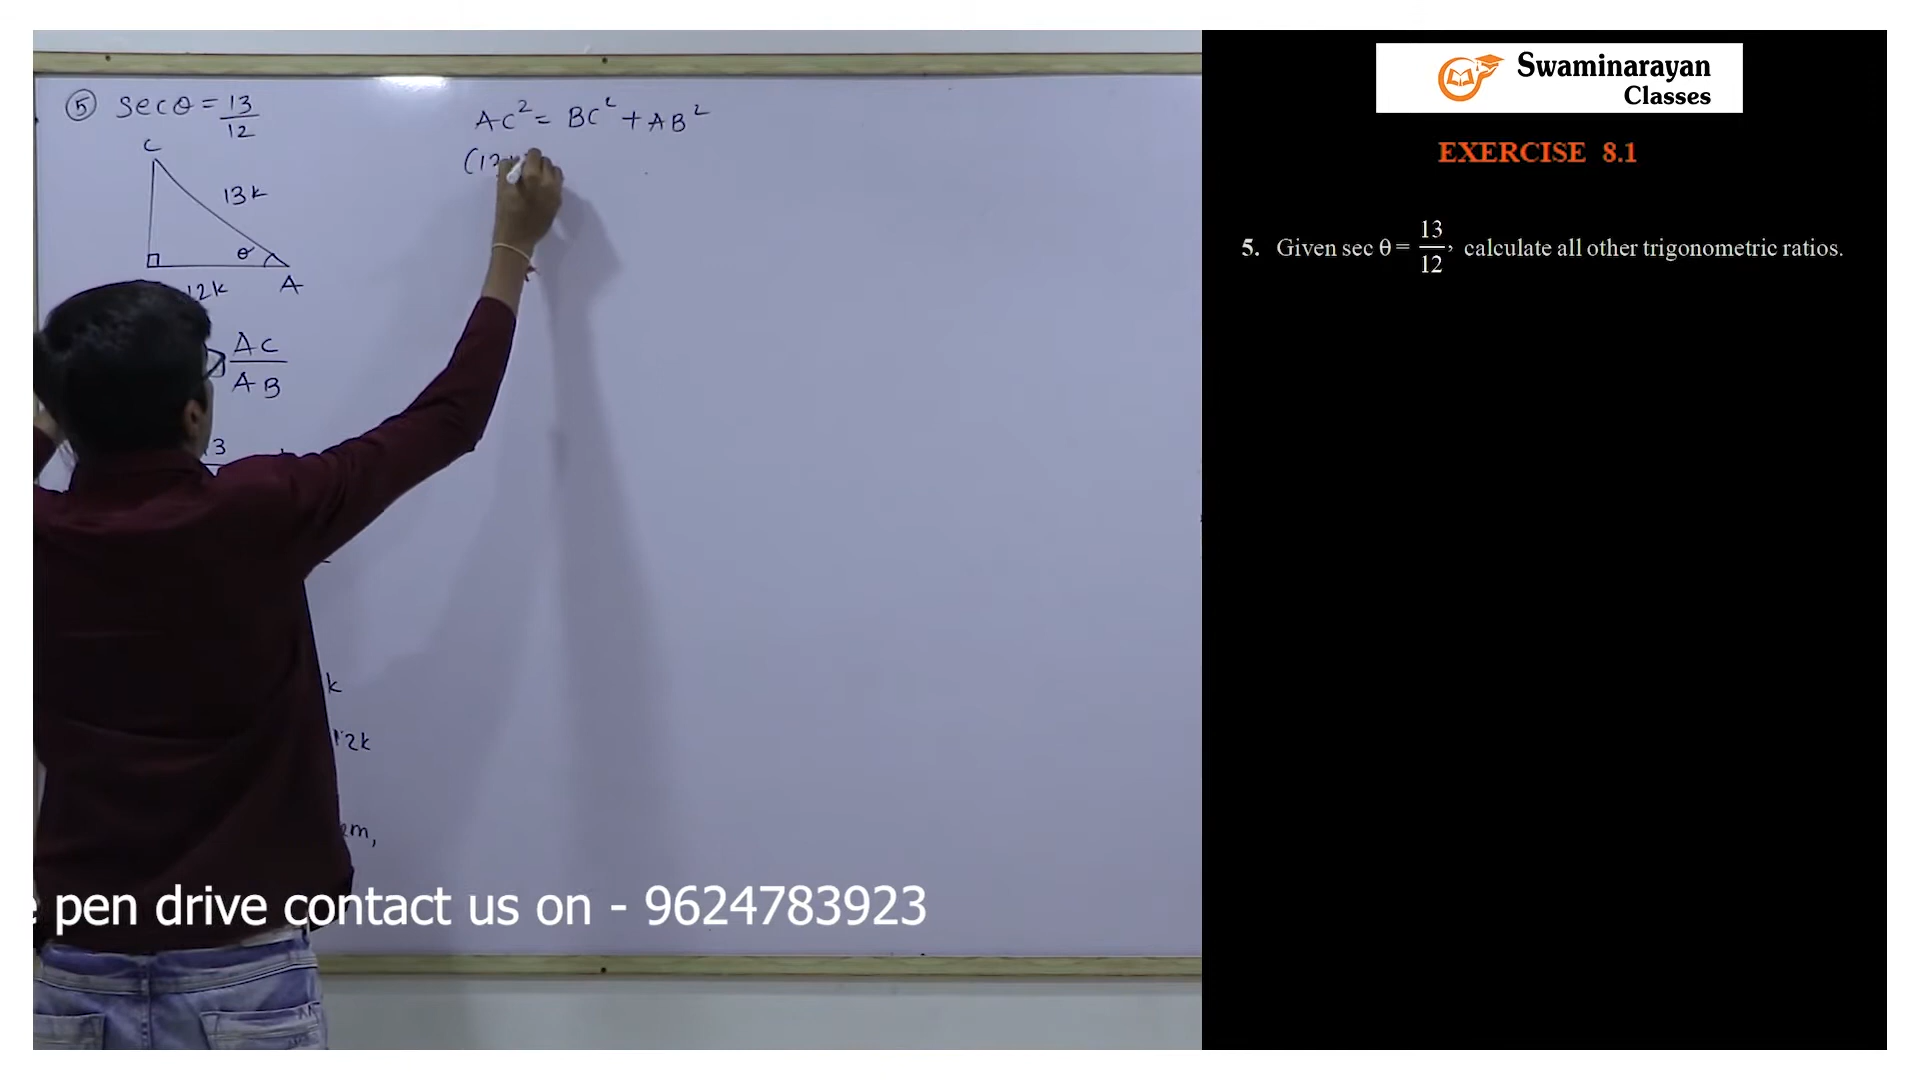 ⑤ secθ = 13/12
C
13k
θ
12k
A
AC
AB
AC² = BC² + AB²
k
12k
pen drive contact us on - 9624783923
Swaminarayan
Classes
EXERCISE 8.1
5. Given sec θ = 13/12, calculate all other trigonometric ratios.